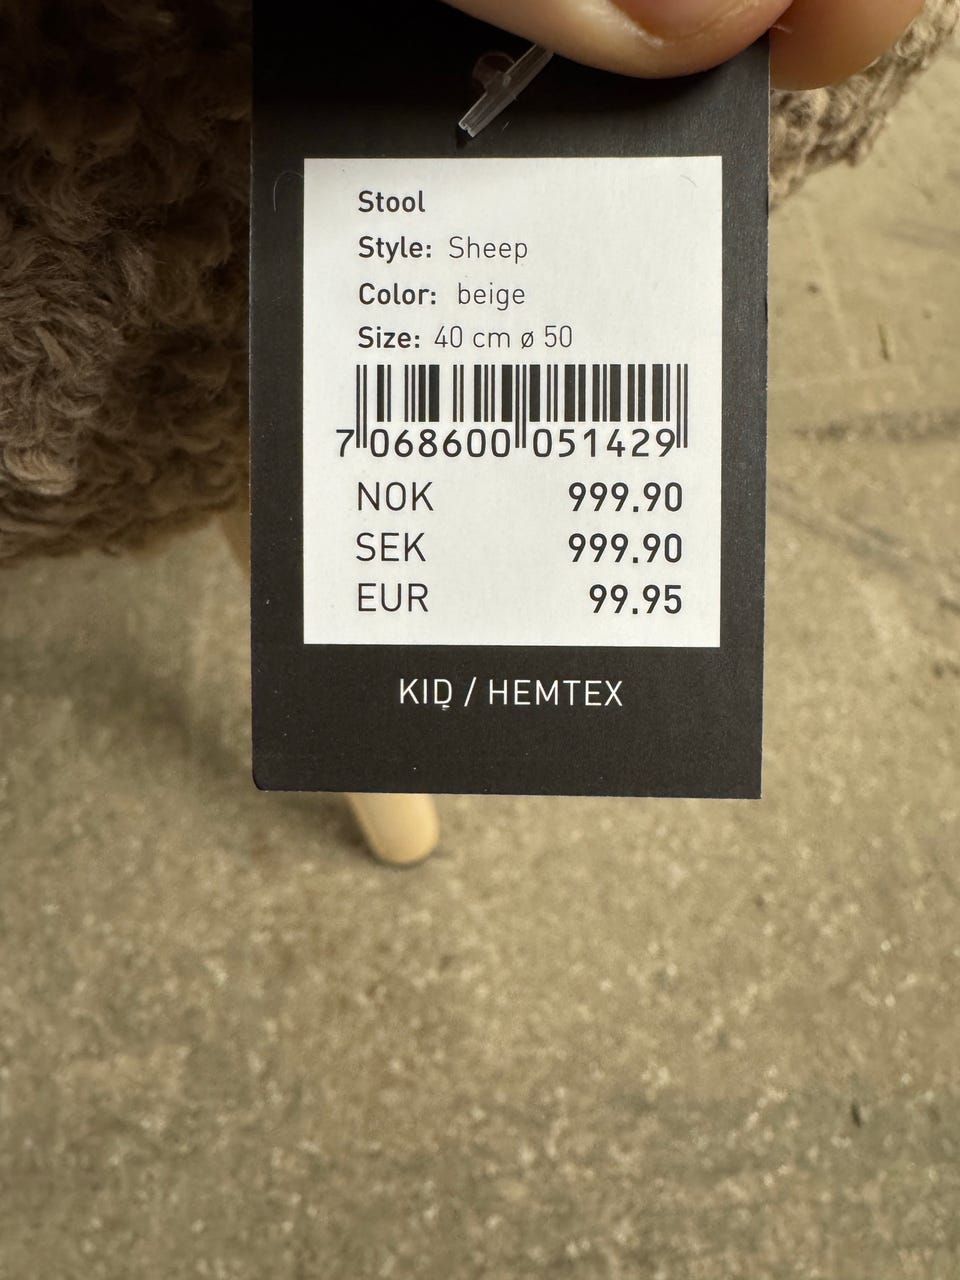 Stool
Style: Sheep
Color: beige
Size: 40 cm ø 50
7 068600 051429
NOK 999.90
SEK 999.90
EUR 99.95
KID / HEMTEX